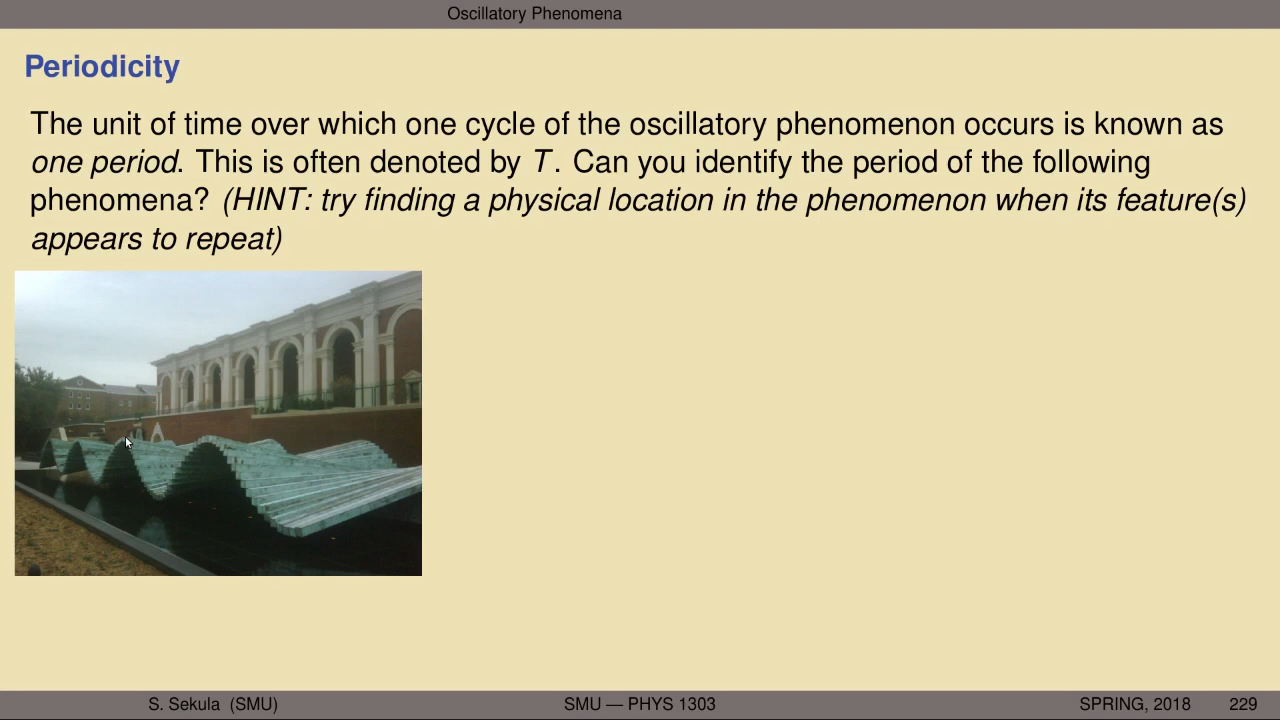 Oscillatory Phenomena
Periodicity
The unit of time over which one cycle of the oscillatory phenomenon occurs is known as
one period. This is often denoted by T. Can you identify the period of the following
phenomena? (HINT: try finding a physical location in the phenomenon when its feature(s)
appears to repeat)
S. Sekula (SMU) SMU — PHYS 1303 SPRING, 2018 229